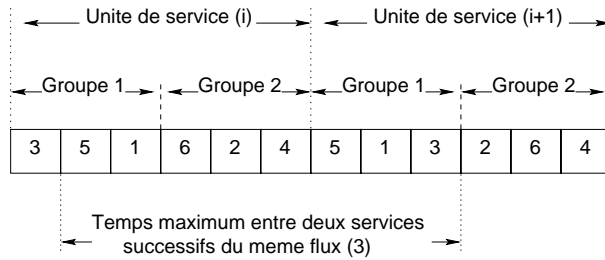 Unite de service (i) Unite de service (i+1)
Groupe 1 Groupe 2 Groupe 1 Groupe 2
3 5 1 6 2 4 5 1 3 2 6 4
Temps maximum entre deux services
successifs du meme flux (3)